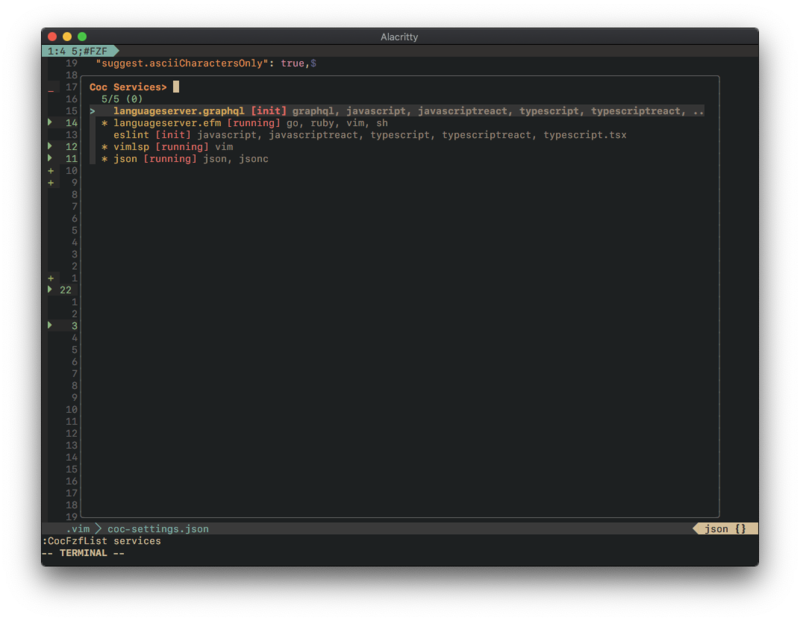 Alacritty
1:4 5;#FZF
19 "suggest.asciiCharactersOnly": true,$
18
_ 17 Coc Services>
16 5/5 (0)
15 > languageserver.graphql [init] graphql, javascript, javascriptreact, typescript, typescriptreact, ..
14 * languageserver.efm [running] go, ruby, vim, sh
13 eslint [init] javascript, javascriptreact, typescript, typescriptreact, typescript.tsx
12 * vimlsp [running] vim
11 * json [running] json, jsonc
+ 10
+ 9
8
7
6
5
4
3
2
+ 1
22
1
2
3
4
5
6
7
8
9
10
11
12
13
14
15
16
17
18
19
.vim > coc-settings.json json {}
:CocFzfList services
-- TERMINAL --